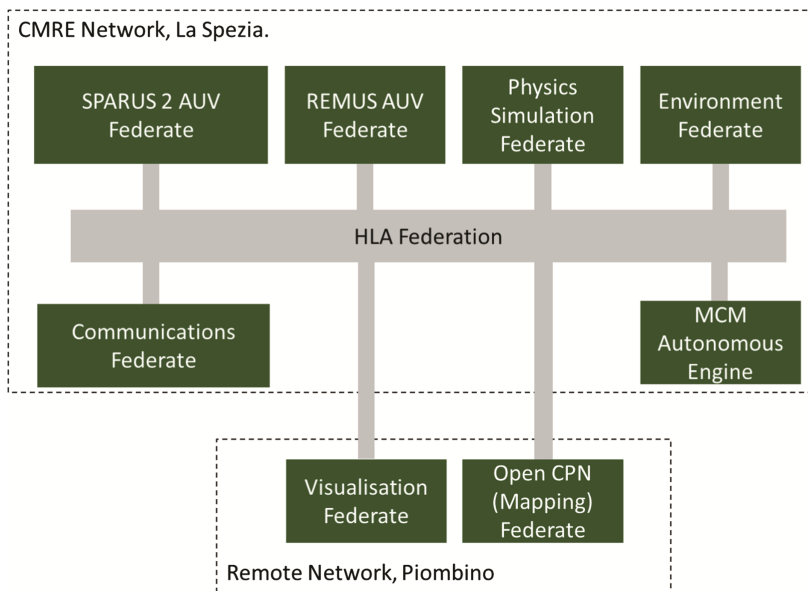 CMRE Network, La Spezia.
SPARUS 2 AUV
Federate
REMUS AUV
Federate
Physics
Simulation
Federate
Environment
Federate
HLA Federation
Communications
Federate
MCM
Autonomous
Engine
Visualisation
Federate
Open CPN
(Mapping)
Federate
Remote Network, Piombino